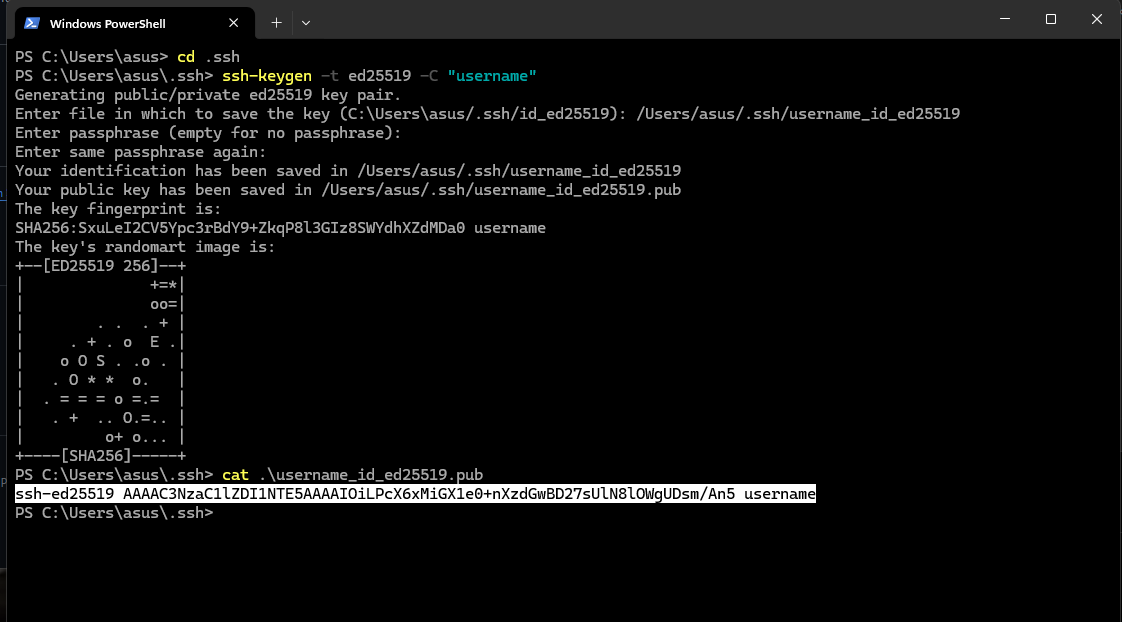 Windows PowerShell
PS C:\Users\asus> cd .ssh
PS C:\Users\asus\.ssh> ssh-keygen -t ed25519 -C "username"
Generating public/private ed25519 key pair.
Enter file in which to save the key (C:\Users\asus/.ssh/id_ed25519): /Users/asus/.ssh/username_id_ed25519
Enter passphrase (empty for no passphrase):
Enter same passphrase again:
Your identification has been saved in /Users/asus/.ssh/username_id_ed25519
Your public key has been saved in /Users/asus/.ssh/username_id_ed25519.pub
The key fingerprint is:
SHA256:SxuLeI2CV5Ypc3rBdY9+ZkqP8l3GIz8SWYdhXZdMDa0 username
The key's randomart image is:
+--[ED25519 256]--+
|              +=*|
|              oo=|
|        . .  . + |
|     . + . o  E .|
|    o O S . .o . |
|   . O * *  o.   |
|  . = = = o =.=  |
|   . +  .. O.=.. |
|         o+ o... |
+----[SHA256]-----+
PS C:\Users\asus\.ssh> cat .\username_id_ed25519.pub
ssh-ed25519 AAAAC3NzaC1lZDI1NTE5AAAAIOiLPcX6xMiGX1e0+nXzdGwBD27sUlN8lOWgUDsm/An5 username
PS C:\Users\asus\.ssh>